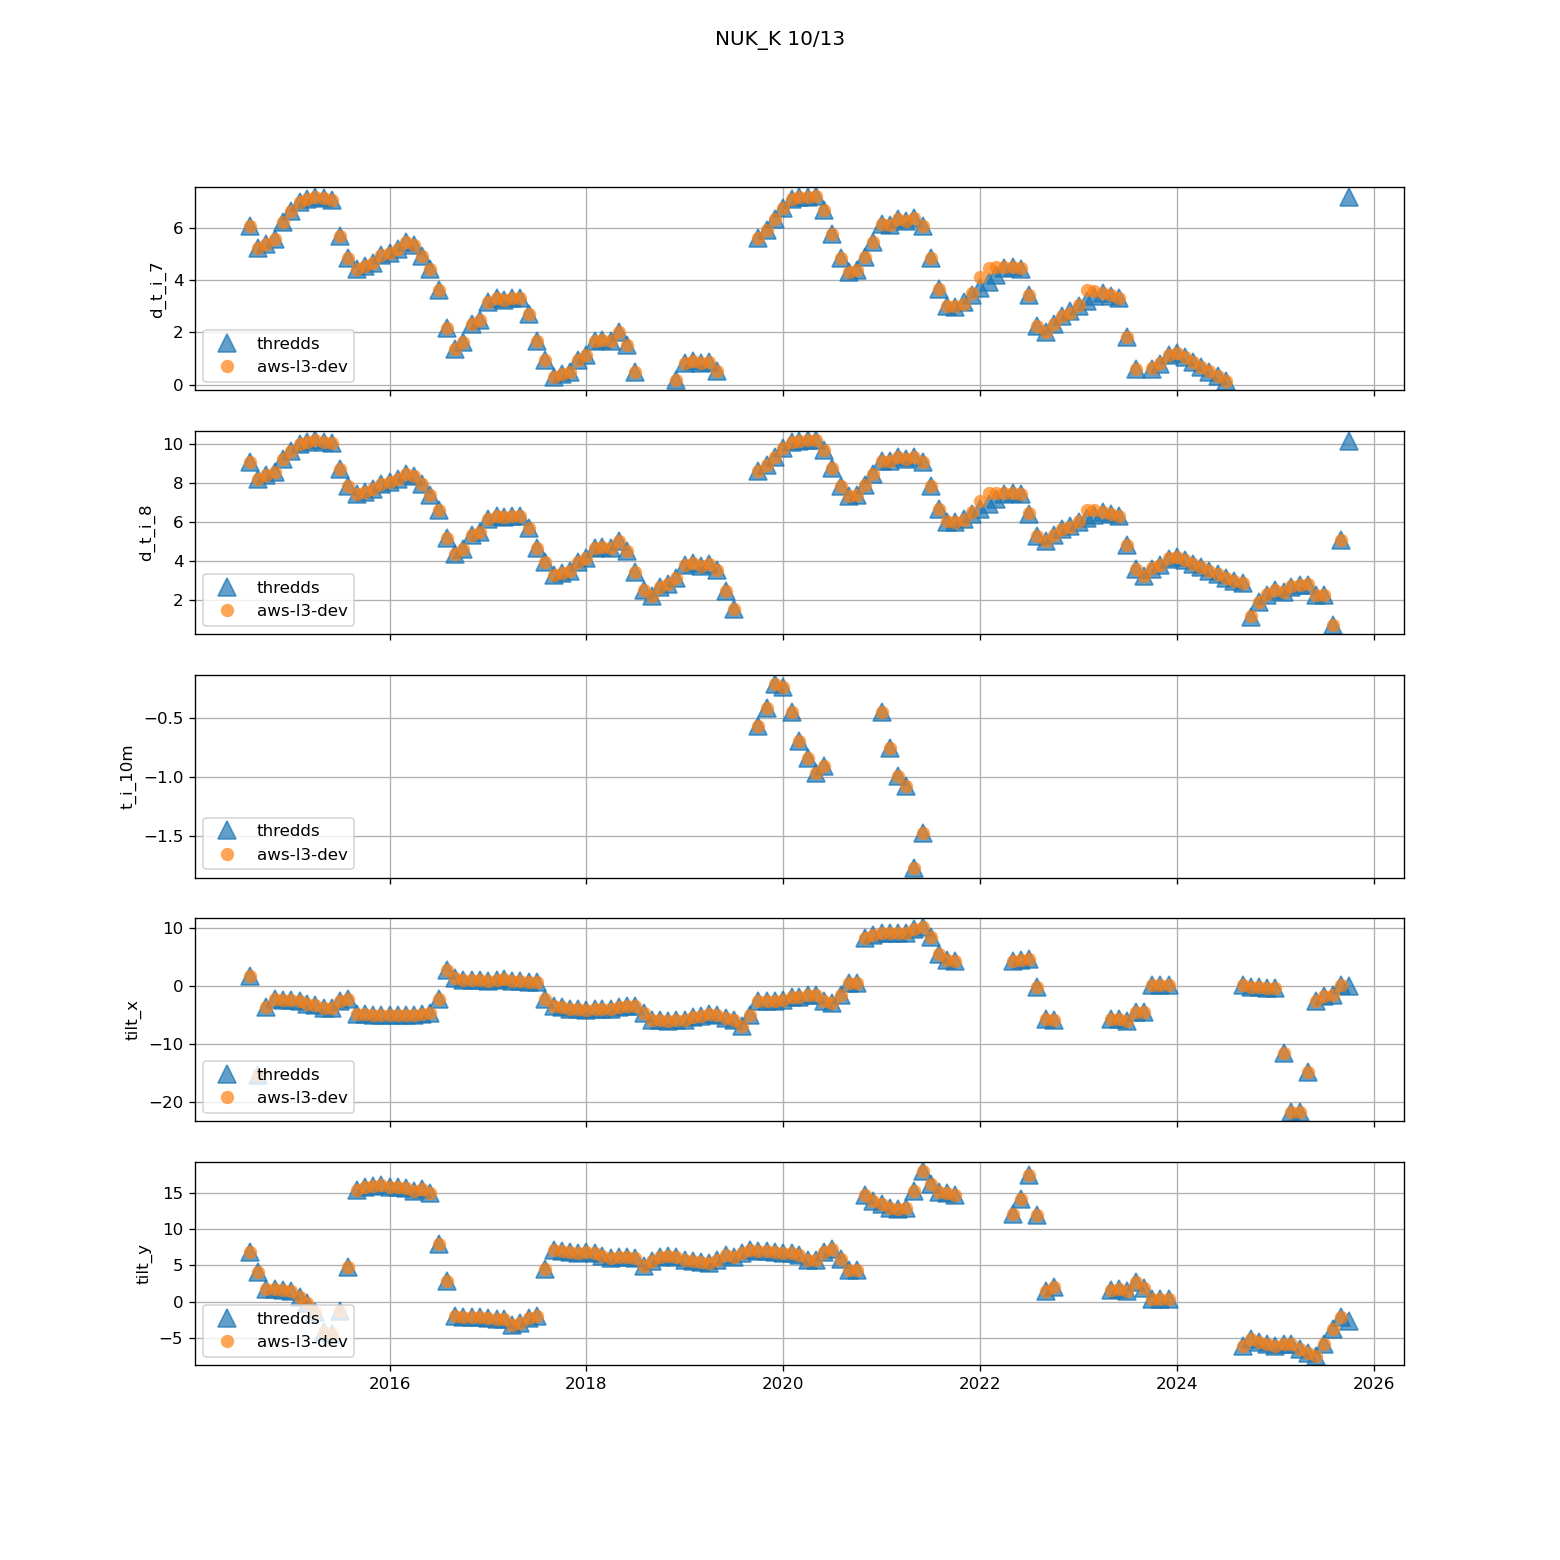 NUK_K 10/13
6
4
2
0
d_t_i_7
thredds
aws-l3-dev
10
8
6
4
2
d_t_i_8
thredds
aws-l3-dev
−0.5
−1.0
−1.5
t_i_10m
thredds
aws-l3-dev
10
0
−10
−20
tilt_x
thredds
aws-l3-dev
15
10
5
0
−5
tilt_y
thredds
aws-l3-dev
2016 2018 2020 2022 2024 2026